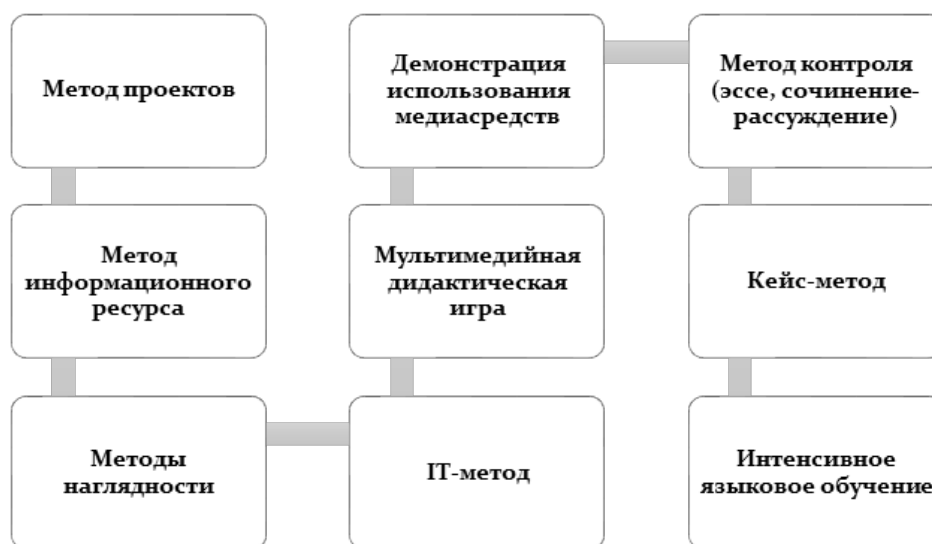 Метод проектов
Метод
информационного
ресурса
Методы
наглядности
IT-метод
Мультимедийная
дидактическая
игра
Демонстрация
использования
медиасредств
Метод контроля
(эссе, сочинение-
рассуждение)
Кейс-метод
Интенсивное
языковое обучение